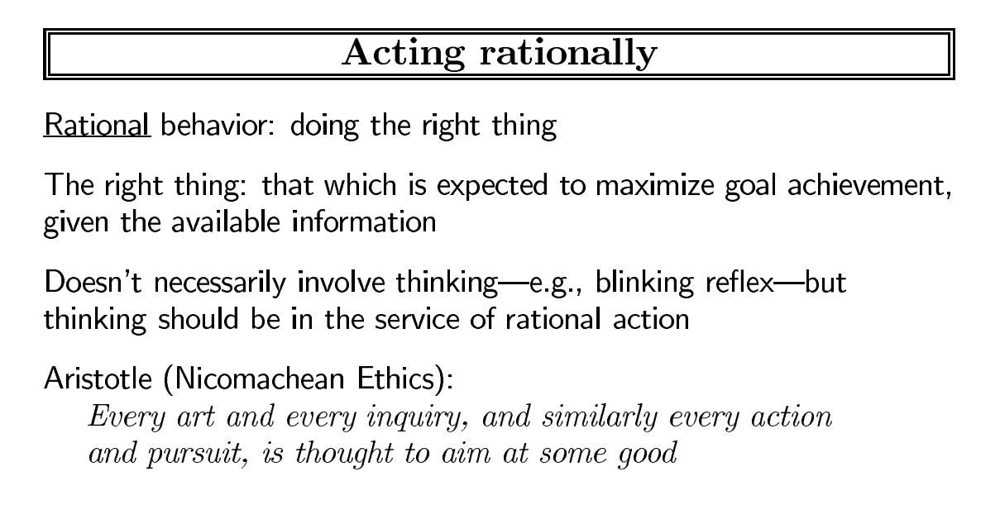 Acting rationally
Rational behavior: doing the right thing
The right thing: that which is expected to maximize goal achievement,
given the available information
Doesn't necessarily involve thinking—e.g., blinking reflex—but
thinking should be in the service of rational action
Aristotle (Nicomachean Ethics):
Every art and every inquiry, and similarly every action
and pursuit, is thought to aim at some good